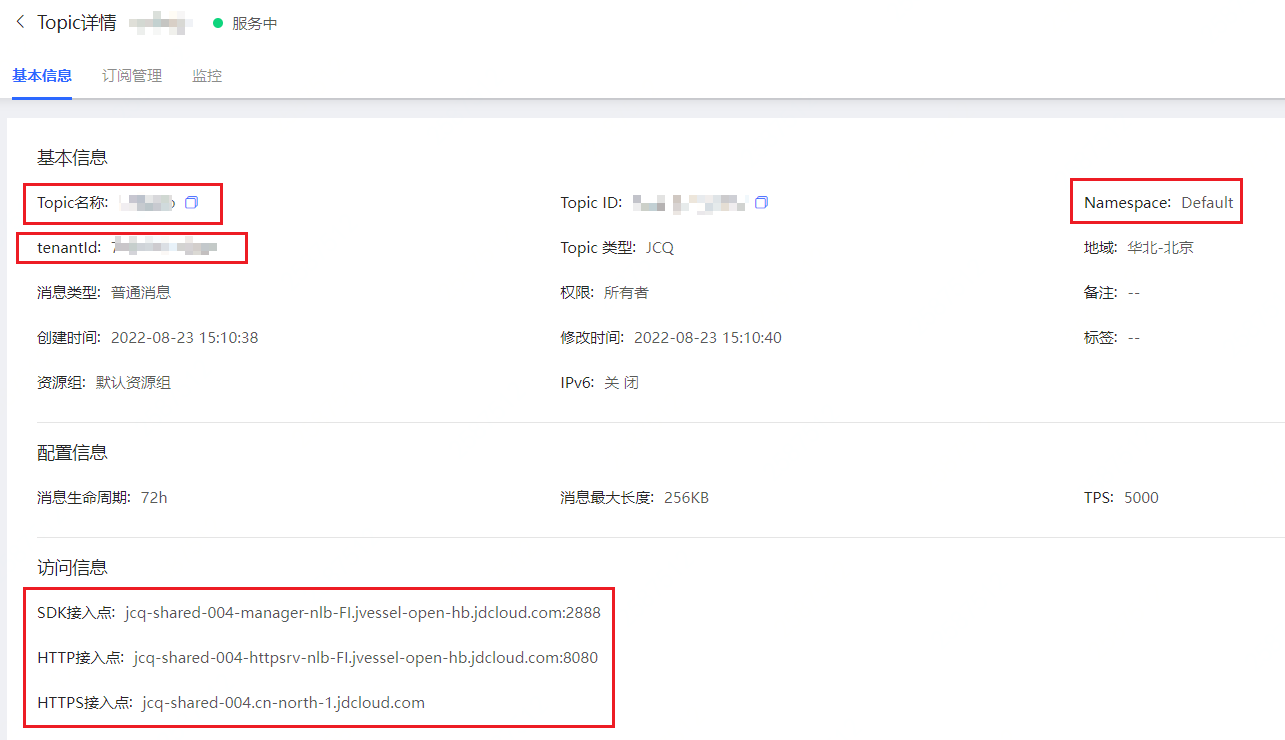 Topic详情 服务中
基本信息 订阅管理 监控
基本信息
Topic名称: Topic ID: Namespace: Default
tenantId: Topic 类型: JCQ 地域: 华北-北京
消息类型: 普通消息 权限: 所有者 备注: --
创建时间: 2022-08-23 15:10:38 修改时间: 2022-08-23 15:10:40 标签: --
资源组: 默认资源组 IPv6: 关 闭
配置信息
消息生命周期: 72h 消息最大长度: 256KB TPS: 5000
访问信息
SDK接入点: jcq-shared-004-manager-nlb-FI.jvessel-open-hb.jdcloud.com:2888
HTTP接入点: jcq-shared-004-httpsrv-nlb-FI.jvessel-open-hb.jdcloud.com:8080
HTTPS接入点: jcq-shared-004.cn-north-1.jdcloud.com